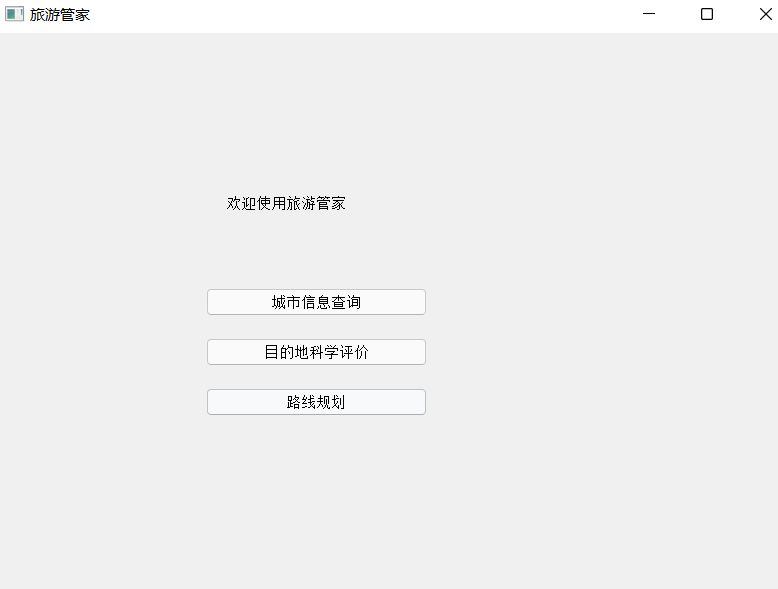 旅游管家
欢迎使用旅游管家
城市信息查询
目的地科学评价
路线规划